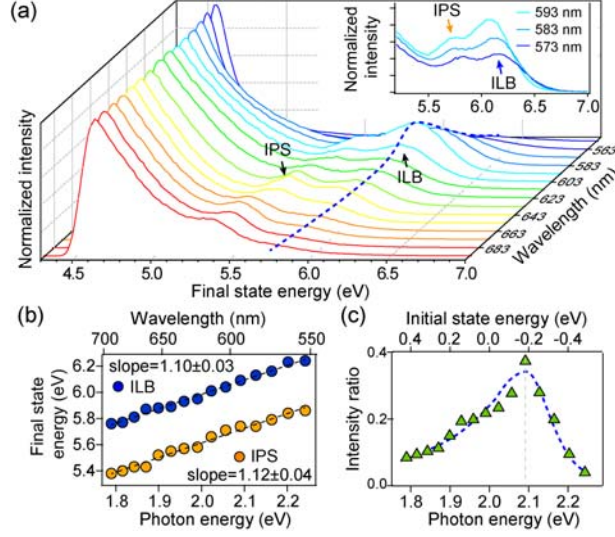 (a)
IPS
593 nm
583 nm
573 nm
ILB
Normalized
intensity
5.5 6.0 6.5 7.0
Normalized intensity
IPS
ILB
563
603
623
643
663
683
Wavelength (nm)
4.5 5.0 5.5 6.0 6.5 7.0
Final state energy (eV)
(b)
Wavelength (nm)
700 650 600 550
slope=1.10±0.03
ILB
IPS
slope=1.12±0.04
Final state
energy (eV)
6.2
5.8
5.4
1.8 1.9 2.0 2.1 2.2
Photon energy (eV)
(c)
Initial state energy (eV)
0.4 0.2 0.0 -0.2 -0.4
Intensity ratio
0.4
0.2
0.0
1.8 1.9 2.0 2.1 2.2
Photon energy (eV)